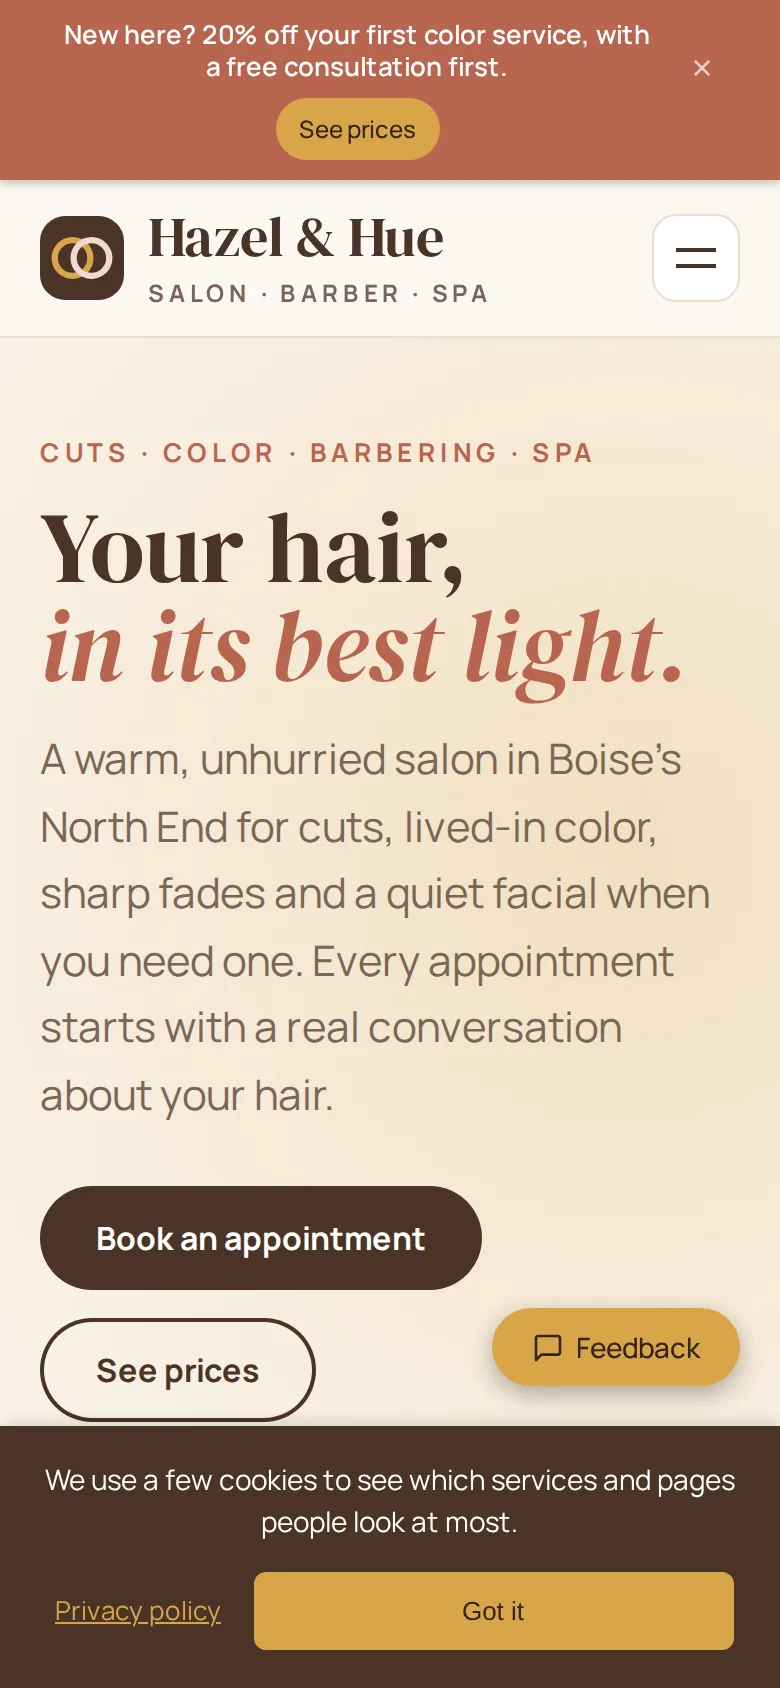 New here? 20% off your first color service, with
a free consultation first.
×
See prices
Hazel & Hue
SALON · BARBER · SPA
CUTS · COLOR · BARBERING · SPA
Your hair,
in its best light.
A warm, unhurried salon in Boise’s
North End for cuts, lived-in color,
sharp fades and a quiet facial when
you need one. Every appointment
starts with a real conversation
about your hair.
Book an appointment
See prices
Feedback
We use a few cookies to see which services and pages
people look at most.
Privacy policy
Got it